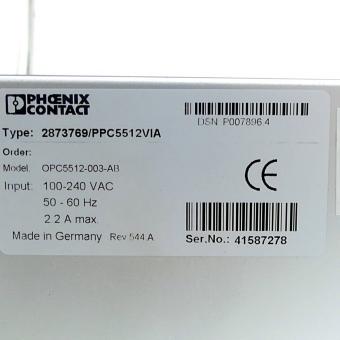 PHŒNIX
CONTACT
DSN P007896 4
Type: 2873769/PPC5512VIA
Order:
Model. OPC5512-003-AB
Input: 100-240 VAC
50 - 60 Hz
2.2 A max.
CE
Made in Germany Rev 544 A
Ser.No.: 41587278